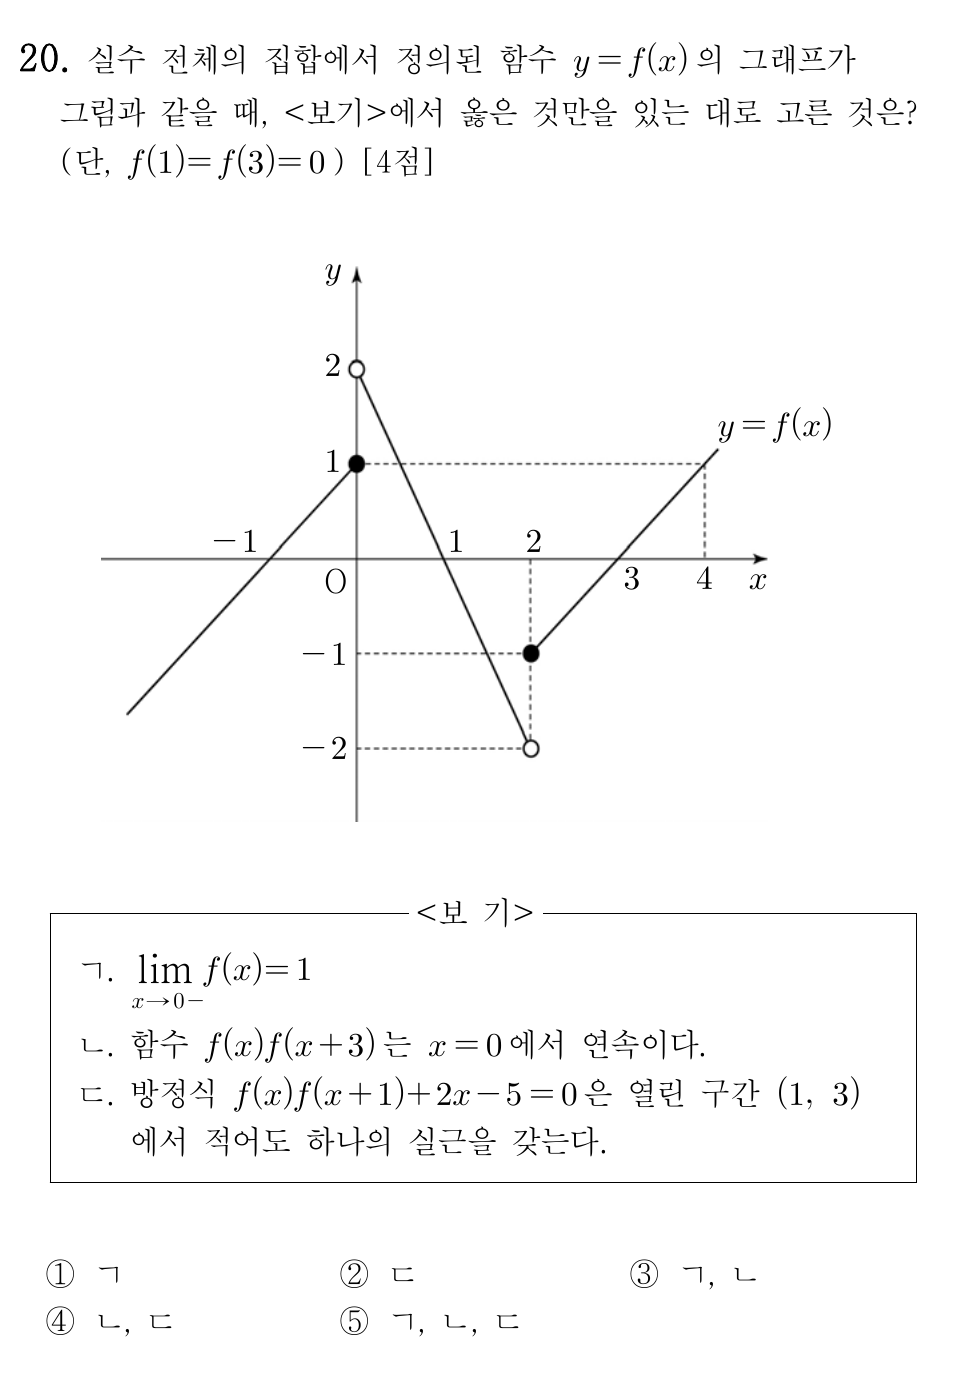 20. 실수 전체의 집합에서 정의된 함수 y=f(x)의 그래프가
그림과 같을 때, <보기>에서 옳은 것만을 있는 대로 고른 것은?
(단, f(1)=f(3)=0) [4점]
y
2
y=f(x)
1
-1 1 2
O 3 4 x
-1
-2
<보 기>
ㄱ. lim f(x)=1
x→0-
ㄴ. 함수 f(x)f(x+3)는 x=0에서 연속이다.
ㄷ. 방정식 f(x)f(x+1)+2x-5=0은 열린 구간 (1, 3)
에서 적어도 하나의 실근을 갖는다.
① ㄱ ② ㄷ ③ ㄱ, ㄴ
④ ㄴ, ㄷ ⑤ ㄱ, ㄴ, ㄷ